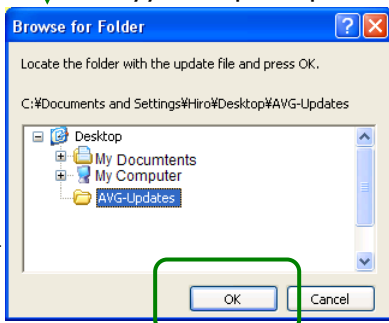 Browse for Folder
Locate the folder with the update file and press OK.
C:¥Documents and Settings¥Hiro¥Desktop¥AVG-Updates
Desktop
My Documtents
My Computer
AVG-Updates
OK Cancel